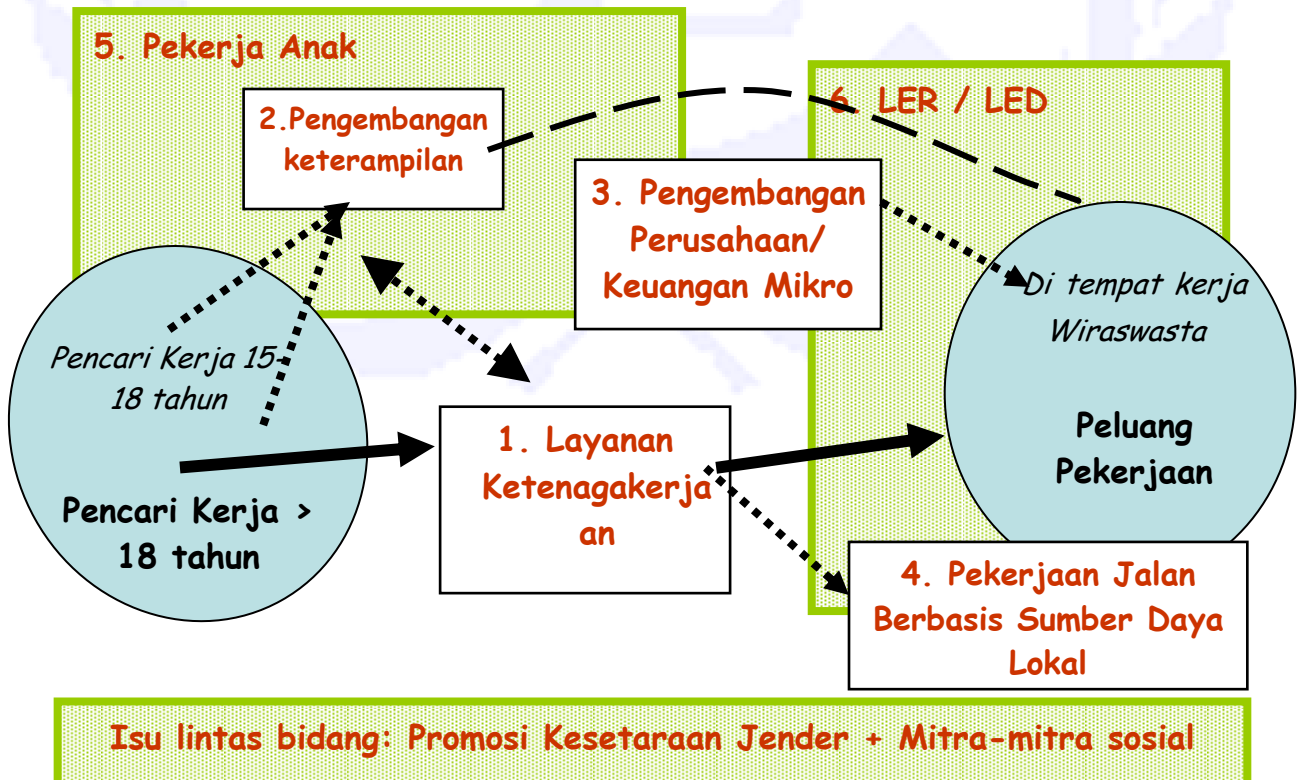 5. Pekerja Anak
2.Pengembangan
keterampilan
6. LER / LED
3. Pengembangan
Perusahaan/
Keuangan Mikro
Di tempat kerja
Wiraswasta
Peluang
Pekerjaan
Pencari Kerja 15-
18 tahun
Pencari Kerja >
18 tahun
1. Layanan
Ketenagakerja
an
4. Pekerjaan Jalan
Berbasis Sumber Daya
Lokal
Isu lintas bidang: Promosi Kesetaraan Jender + Mitra-mitra sosial